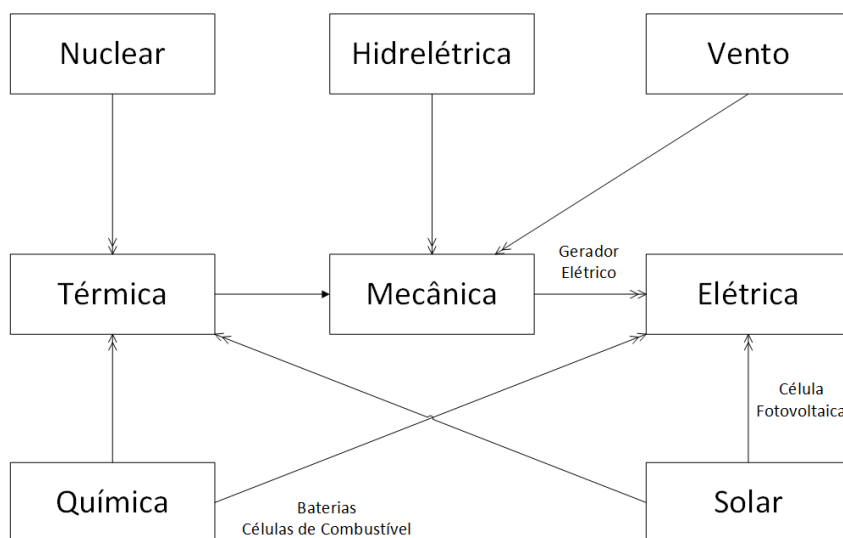 Nuclear
Hidrelétrica
Vento
Térmica
Mecânica
Gerador
Elétrico
Elétrica
Célula
Fotovoltaica
Química
Baterias
Células de Combustível
Solar